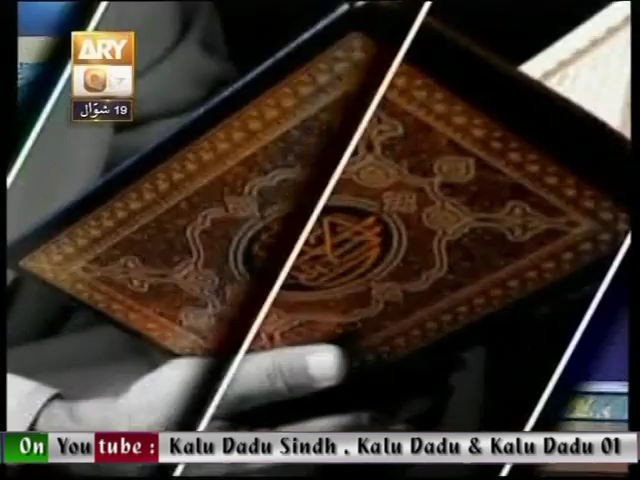 ARY
Q
19 شوّال
On You tube : Kalu Dadu Sindh . Kalu Dadu & Kalu Dadu 01